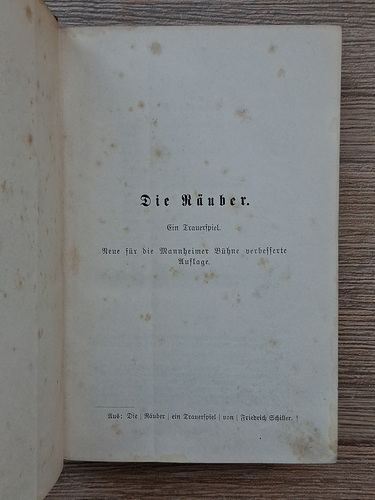 Die Räuber.
Ein Trauerspiel.
Neue für die Mannheimer Bühne verbesserte
Auflage.
Aus: Die | Räuber | ein Trauerspiel | von | Friedrich Schiller. |